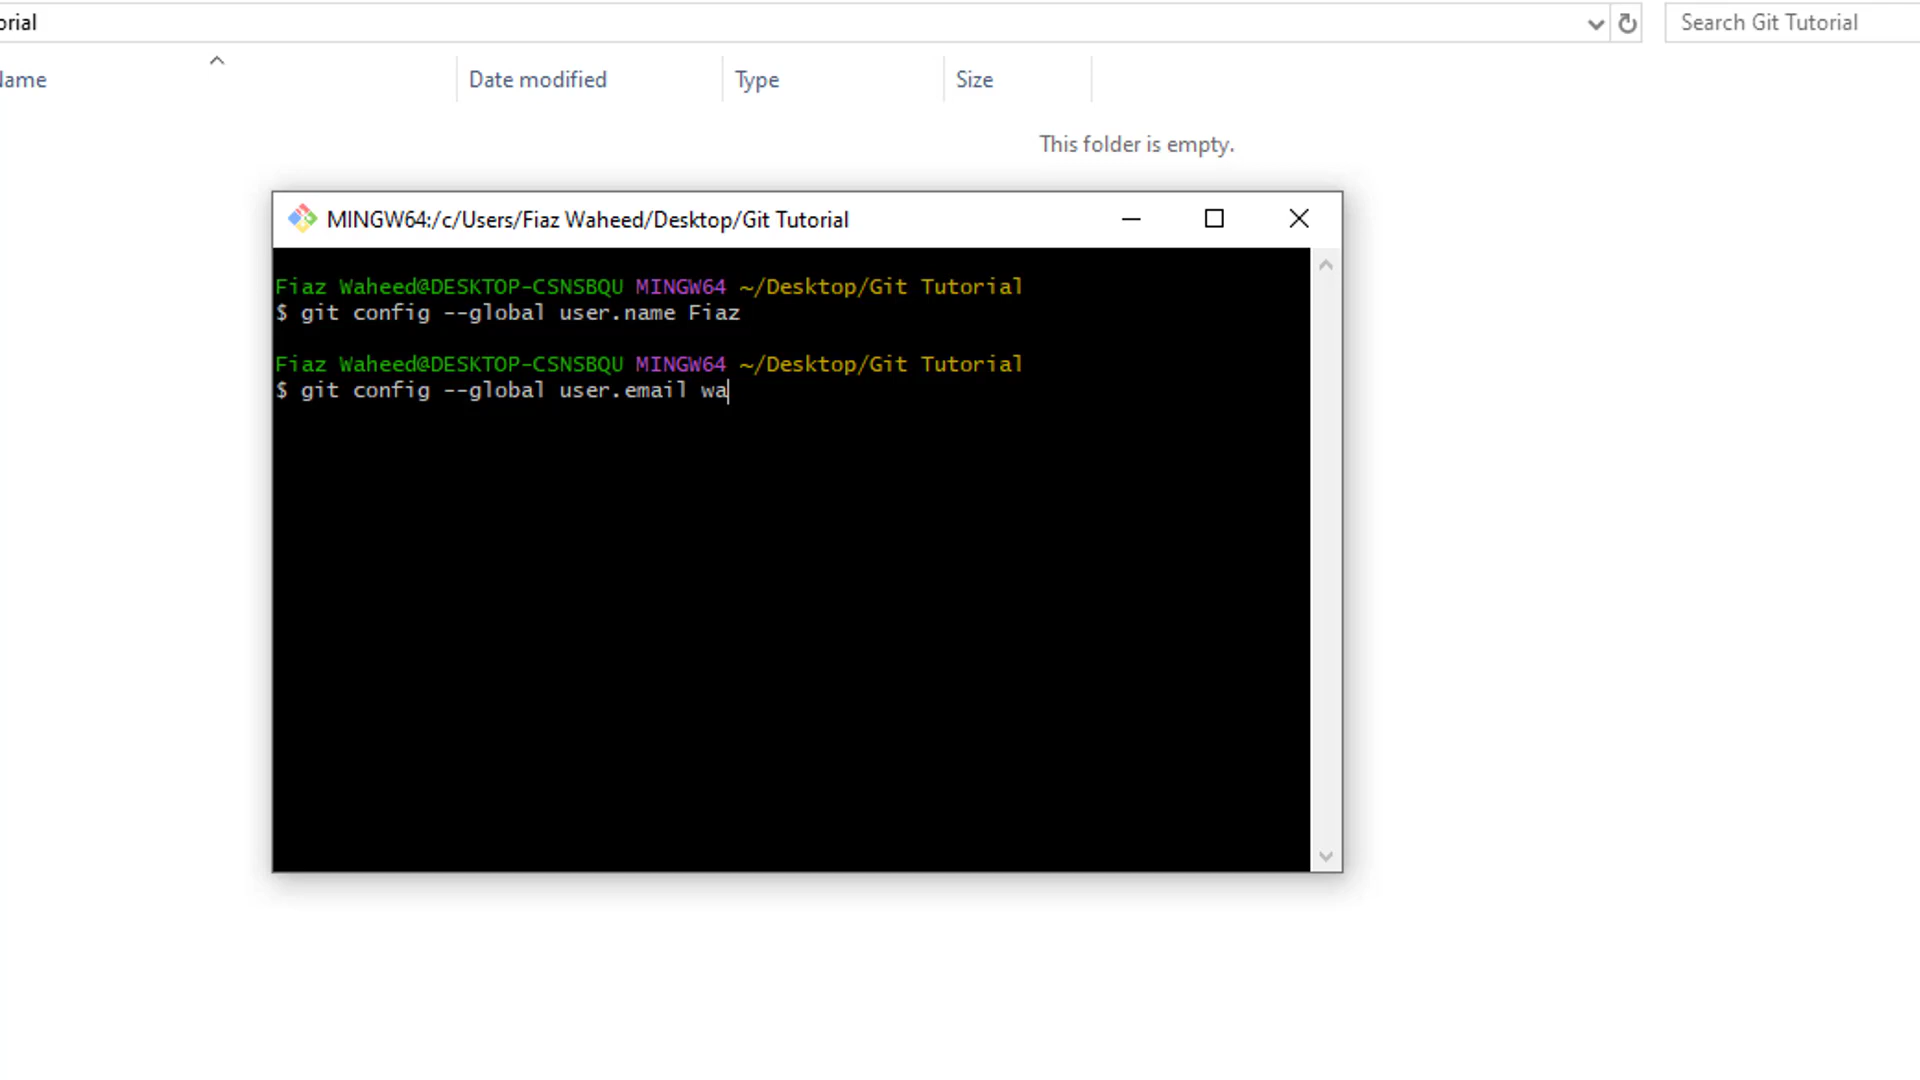 orial
Search Git Tutorial
Name Date modified Type Size
This folder is empty.
MINGW64:/c/Users/Fiaz Waheed/Desktop/Git Tutorial
Fiaz Waheed@DESKTOP-CSNSBQU MINGW64 ~/Desktop/Git Tutorial
$ git config --global user.name Fiaz
Fiaz Waheed@DESKTOP-CSNSBQU MINGW64 ~/Desktop/Git Tutorial
$ git config --global user.email wa